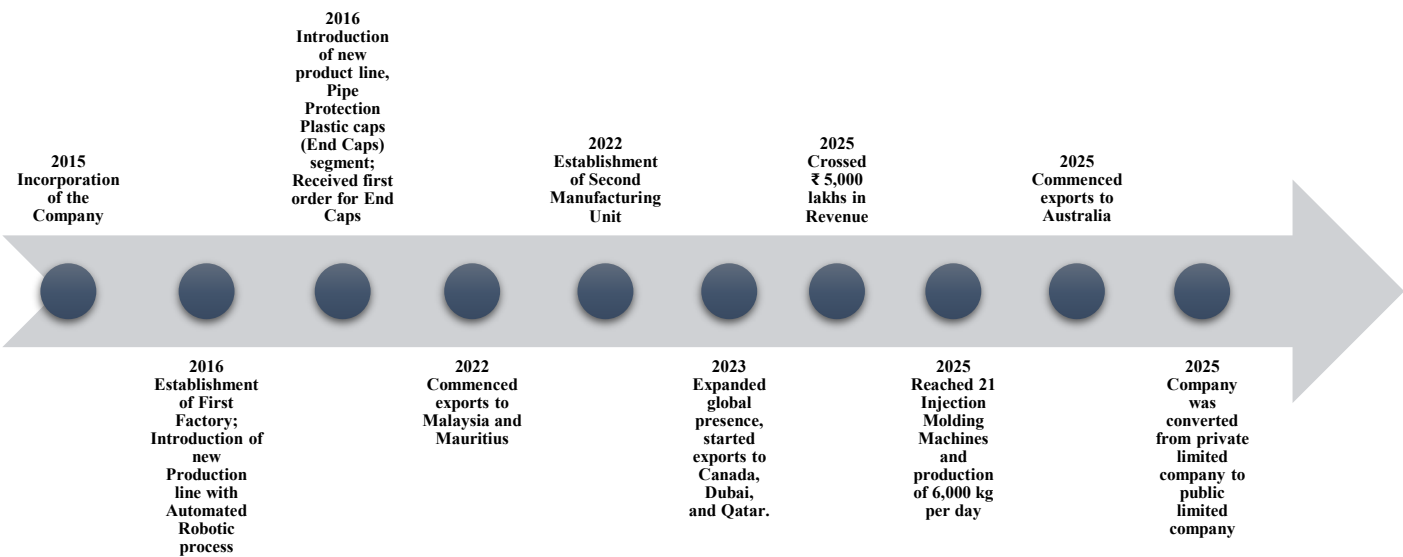 2015
Incorporation
of the
Company
2016
Establishment
of First
Factory;
Introduction of
new
Production
line with
Automated
Robotic
process
2016
Introduction
of new
product line,
Pipe
Protection
Plastic caps
(End Caps)
segment;
Received first
order for End
Caps
2022
Commenced
exports to
Malaysia and
Mauritius
2022
Establishment
of Second
Manufacturing
Unit
2023
Expanded
global
presence,
started
exports to
Canada,
Dubai,
and Qatar.
2025
Crossed
₹ 5,000
lakhs in
Revenue
2025
Reached 21
Injection
Molding
Machines
and
production
of 6,000 kg
per day
2025
Commenced
exports to
Australia
2025
Company
was
converted
from private
limited
company to
public
limited
company